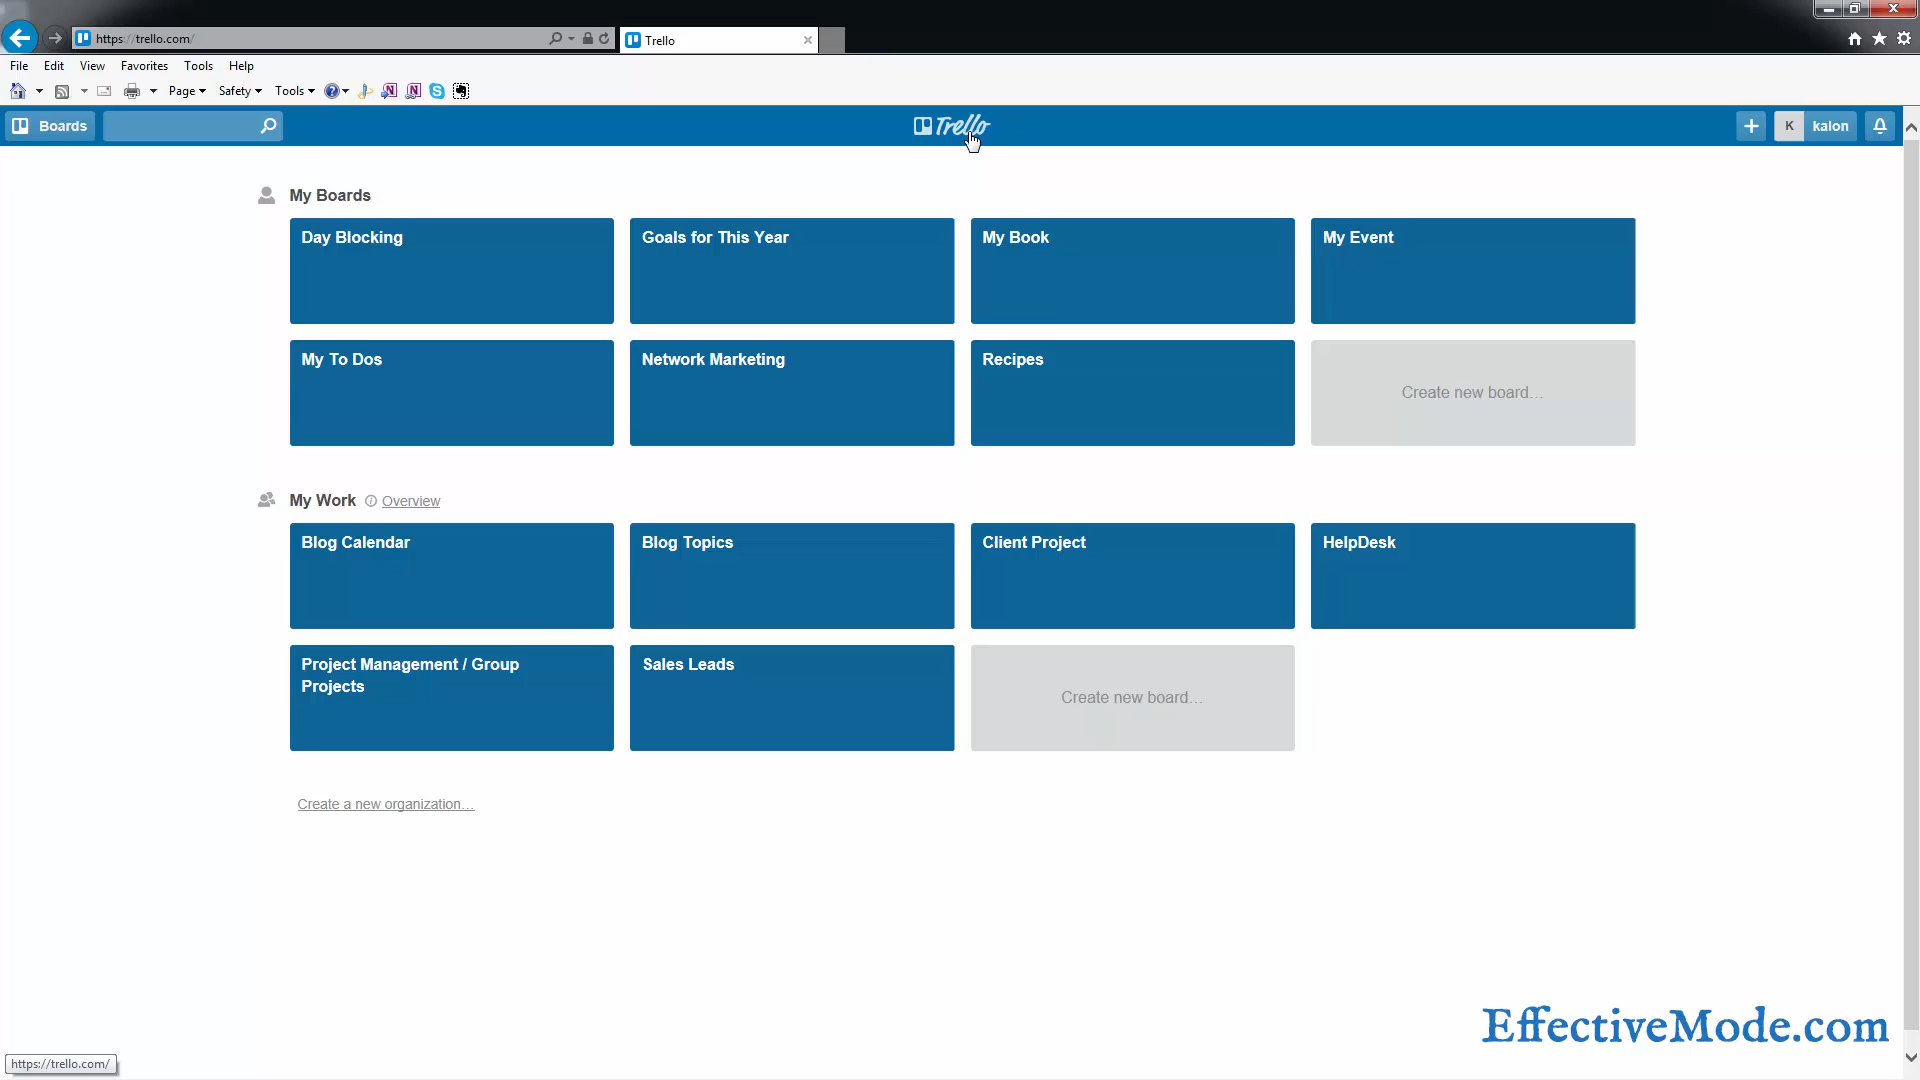 https://trello.com/
Trello
File Edit View Favorites Tools Help
Page Safety Tools
Boards
Trello
K kalon
My Boards
Day Blocking
Goals for This Year
My Book
My Event
My To Dos
Network Marketing
Recipes
Create new board…
My Work Overview
Blog Calendar
Blog Topics
Client Project
HelpDesk
Project Management / Group
Projects
Sales Leads
Create new board…
Create a new organization…
EffectiveMode.com
https://trello.com/